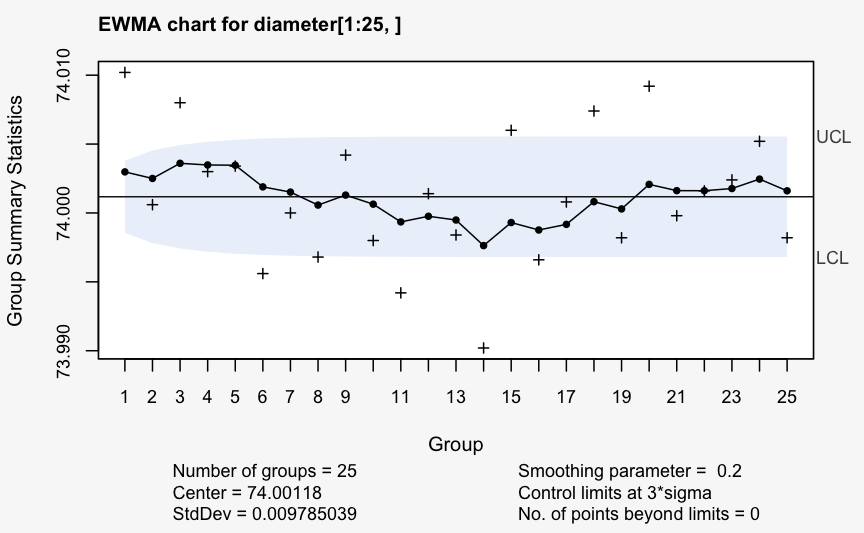 EWMA chart for diameter[1:25, ]
Group Summary Statistics
74.010
74.000
73.990
UCL
LCL
1 2 3 4 5 6 7 8 9 11 13 15 17 19 21 23 25
Group
Number of groups = 25
Center = 74.00118
StdDev = 0.009785039
Smoothing parameter = 0.2
Control limits at 3*sigma
No. of points beyond limits = 0